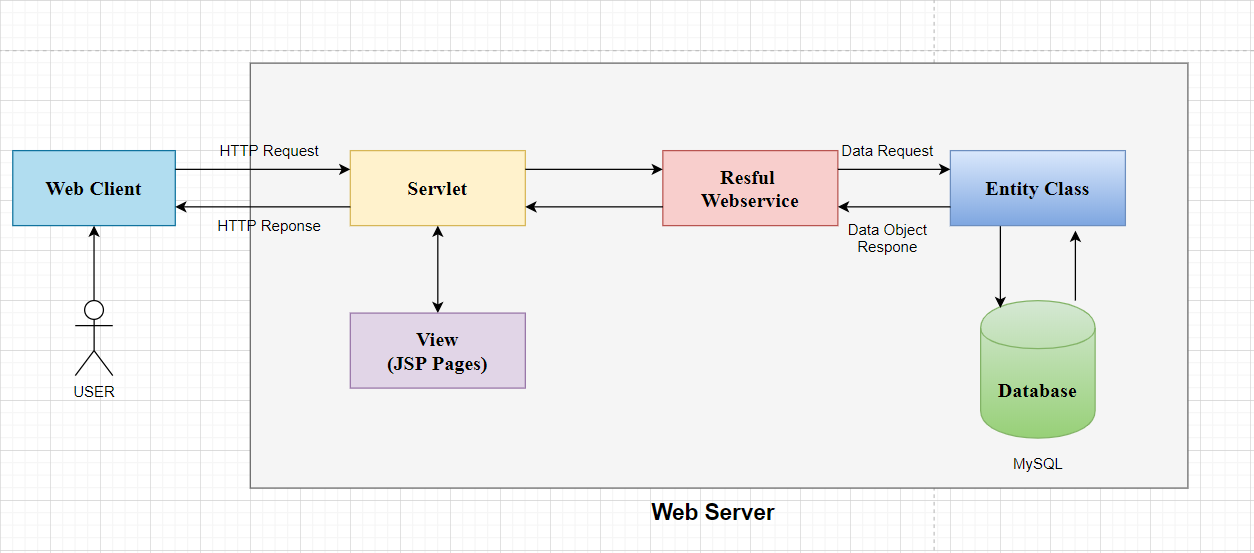 HTTP Request
Data Request
Web Client
Servlet
Resful
Webservice
Entity Class
HTTP Reponse
Data Object
Respone
View
(JSP Pages)
USER
Database
MySQL
Web Server